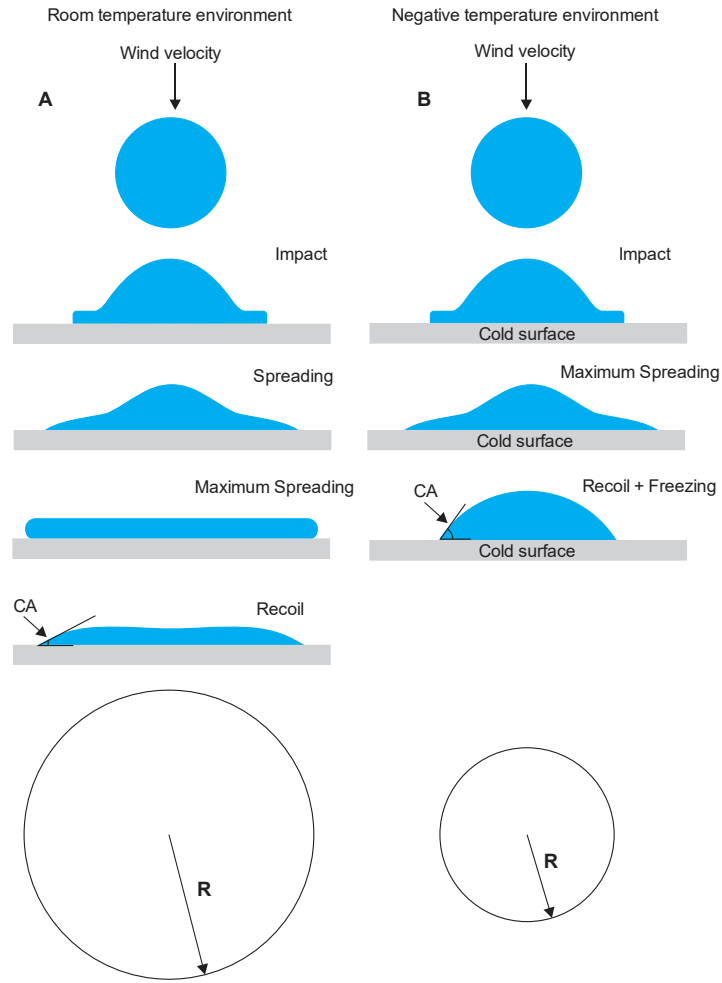 Room temperature environment
Wind velocity
A
Impact
Spreading
Maximum Spreading
CA
Recoil
R
Negative temperature environment
Wind velocity
B
Impact
Cold surface
Maximum Spreading
Cold surface
CA
Recoil + Freezing
Cold surface
R